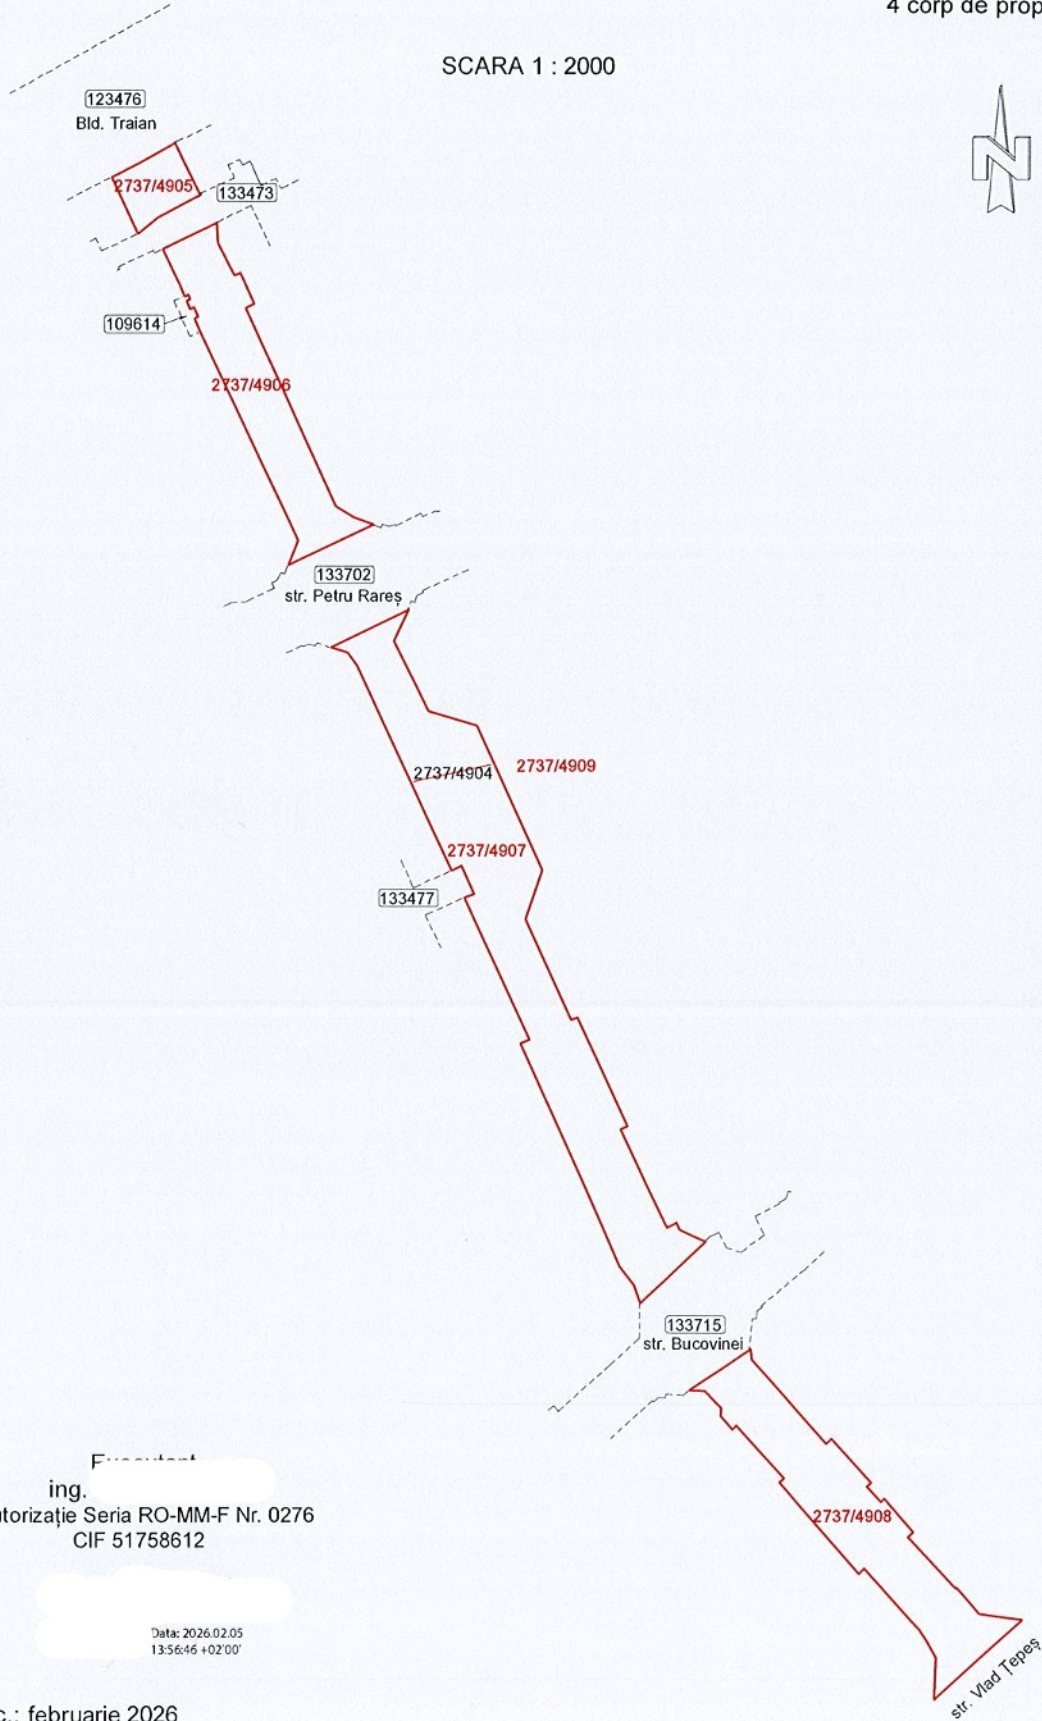 4 corp de prop
SCARA 1 : 2000
123476
Bld. Traian
N
2737/4905
133473
109614
2737/4906
133702
str. Petru Rareș
2737/4904
2737/4909
2737/4907
133477
133715
str. Bucovinei
2737/4908
str. Vlad Țepeș
ing.
torizație Seria RO-MM-F Nr. 0276
CIF 51758612
Data: 2026.02.05
13:56:46 +02'00'
c.: februarie 2026